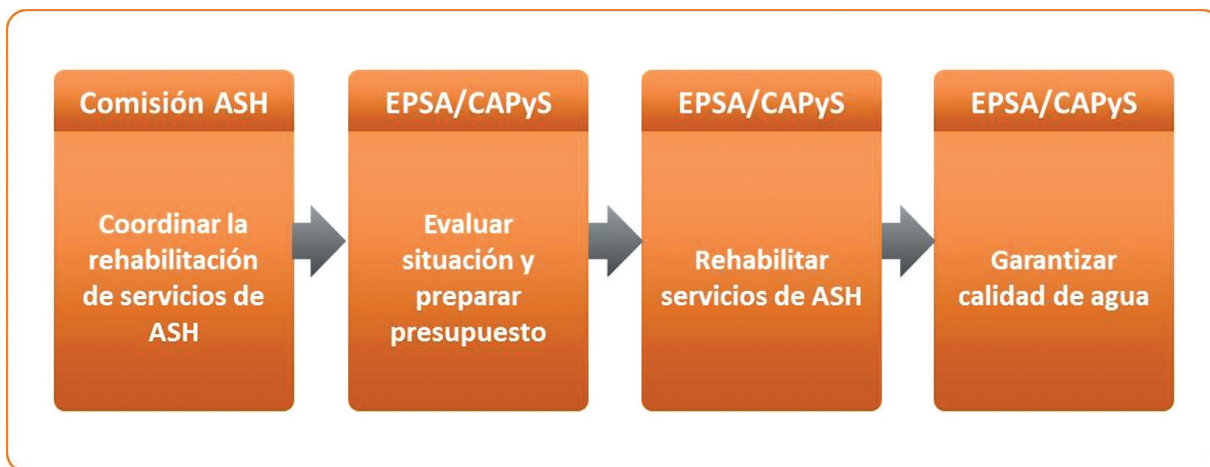 Comisión ASH
Coordinar la
rehabilitación
de servicios de
ASH
EPSA/CAPyS
Evaluar
situación y
preparar
presupuesto
EPSA/CAPyS
Rehabilitar
servicios de ASH
EPSA/CAPyS
Garantizar
calidad de agua